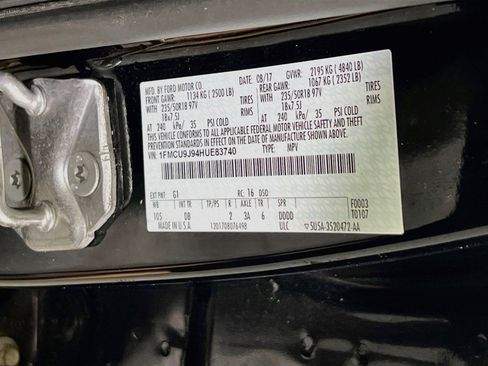 MFD. BY FORD MOTOR CO. DATE: 08/17 GVWR: 2195 KG ( 4840 LB)
FRONT GAWR: 1134 KG ( 2500 LB) REAR GAWR: 1067 KG ( 2352 LB)
WITH 235/50R18 97V TIRES WITH 235/50R18 97V TIRES
18x7.5J RIMS 18x7.5J RIMS
AT 240 kPa/ 35 PSI COLD AT 240 kPa/ 35 PSI COLD
THIS VEHICLE CONFORMS TO ALL APPLICABLE FEDERAL MOTOR VEHICLE SAFETY AND THEFT
PREVENTION STANDARDS IN EFFECT ON THE DATE OF MANUFACTURE SHOWN ABOVE.
VIN: 1FMCU9J94HUE83740 TYPE: MPV
EXT PNT: G1 RC: 16 DSO: F0003
WB INT TR TP/PS R AXLE TR SPR T0107
105 DB 2 3A 6 DDDD
MADE IN U.S.A. 1201708076498 ULC 5U5A-3520472-AA